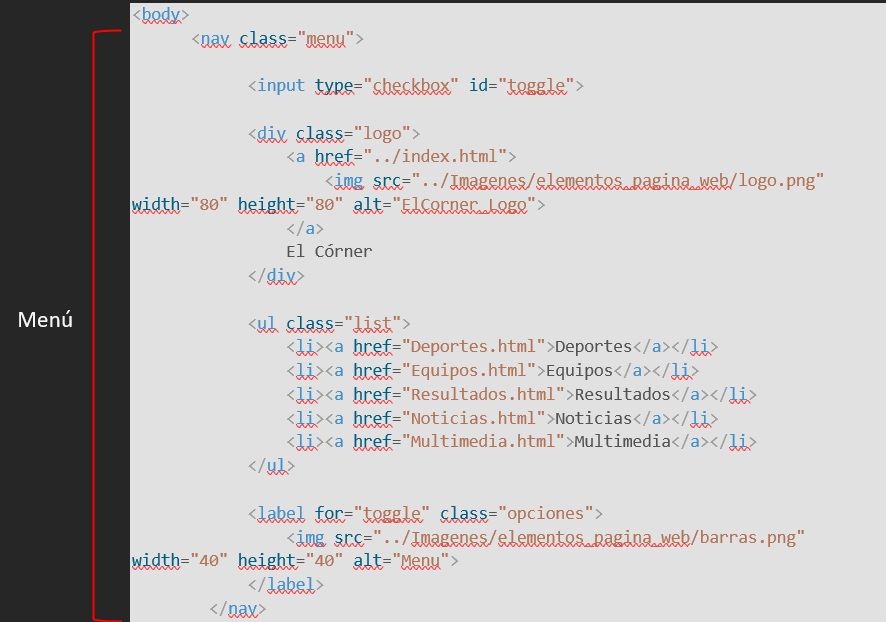 <body>
<nav class="menu">
<input type="checkbox" id="toggle">
<div class="logo">
<a href="../index.html">
<img src="../Imagenes/elementos_pagina_web/logo.png"
width="80" height="80" alt="ElCorner_Logo">
</a>
El Córner
</div>
Menú
<ul class="list">
<li><a href="Deportes.html">Deportes</a></li>
<li><a href="Equipos.html">Equipos</a></li>
<li><a href="Resultados.html">Resultados</a></li>
<li><a href="Noticias.html">Noticias</a></li>
<li><a href="Multimedia.html">Multimedia</a></li>
</ul>
<label for="toggle" class="opciones">
<img src="../Imagenes/elementos_pagina_web/barras.png"
width="40" height="40" alt="Menu">
</label>
</nav>